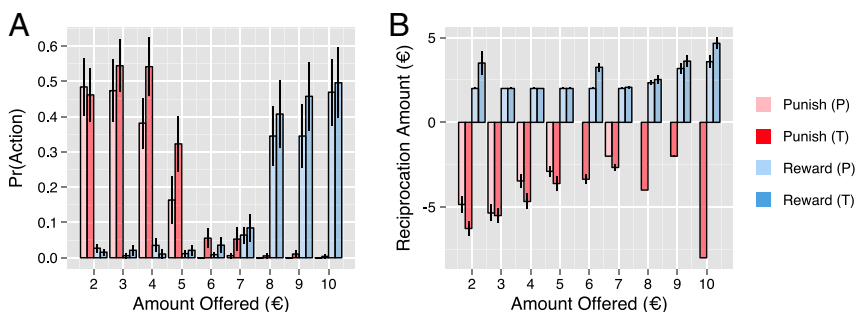 A
B
Pr(Action)
0.6
0.5
0.4
0.3
0.2
0.1
0.0
2 3 4 5 6 7 8 9 10
Amount Offered (€)
Reciprocation Amount (€)
5
0
-5
2 3 4 5 6 7 8 9 10
Amount Offered (€)
Punish (P)
Punish (T)
Reward (P)
Reward (T)